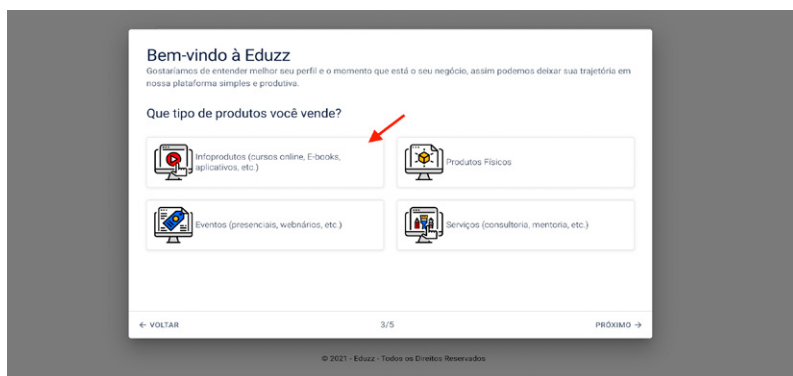 Bem-vindo à Eduzz
Gostaríamos de entender melhor seu perfil e o momento que está o seu negócio, assim podemos deixar sua trajetória em
nossa plataforma simples e produtiva.
Que tipo de produtos você vende?
Infoprodutos (cursos online, E-books,
aplicativos, etc.)
Produtos Físicos
Eventos (presenciais, webnários, etc.)
Serviços (consultoria, mentoria, etc.)
← VOLTAR
3/5
PRÓXIMO →
© 2021 - Eduzz - Todos os Direitos Reservados